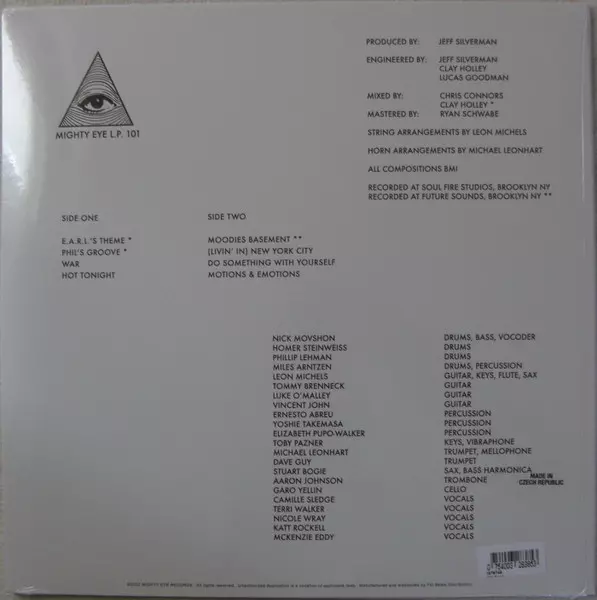 MIGHTY EYE L.P. 101
PRODUCED BY: JEFF SILVERMAN
ENGINEERED BY: JEFF SILVERMAN
CLAY HOLLEY
LUCAS GOODMAN
MIXED BY: CHRIS CONNORS
CLAY HOLLEY *
MASTERED BY: RYAN SCHWABE
STRING ARRANGEMENTS BY LEON MICHELS
HORN ARRANGEMENTS BY MICHAEL LEONHART
ALL COMPOSITIONS BMI
RECORDED AT SOUL FIRE STUDIOS, BROOKLYN NY
RECORDED AT FUTURE SOUNDS, BROOKLYN NY **
SIDE ONE
E.A.R.L.'S THEME *
PHIL'S GROOVE *
WAR
HOT TONIGHT
SIDE TWO
MOODIES BASEMENT **
(LIVIN' IN) NEW YORK CITY
DO SOMETHING WITH YOURSELF
MOTIONS & EMOTIONS
NICK MOVSHON DRUMS, BASS, VOCODER
HOMER STEINWEISS DRUMS
PHILLIP LEHMAN DRUMS
MILES ARNTZEN DRUMS, PERCUSSION
LEON MICHELS GUITAR, KEYS, FLUTE, SAX
TOMMY BRENNECK GUITAR
LUKE O'MALLEY GUITAR
VINCENT JOHN GUITAR
ERNESTO ABREU PERCUSSION
YOSHIE TAKEMASA PERCUSSION
ELIZABETH PUPO-WALKER PERCUSSION
TOBY PAZNER KEYS, VIBRAPHONE
MICHAEL LEONHART TRUMPET, MELLOPHONE
DAVE GUY TRUMPET
STUART BOGIE SAX, BASS HARMONICA
AARON JOHNSON TROMBONE
GARO YELLIN CELLO
CAMILLE SLEDGE VOCALS
TERRI WALKER VOCALS
NICOLE WRAY VOCALS
KATT ROCKELL VOCALS
MCKENZIE EDDY VOCALS
MADE IN
CZECH REPUBLIC
MIGHTY EYE RECORDS. All rights reserved.